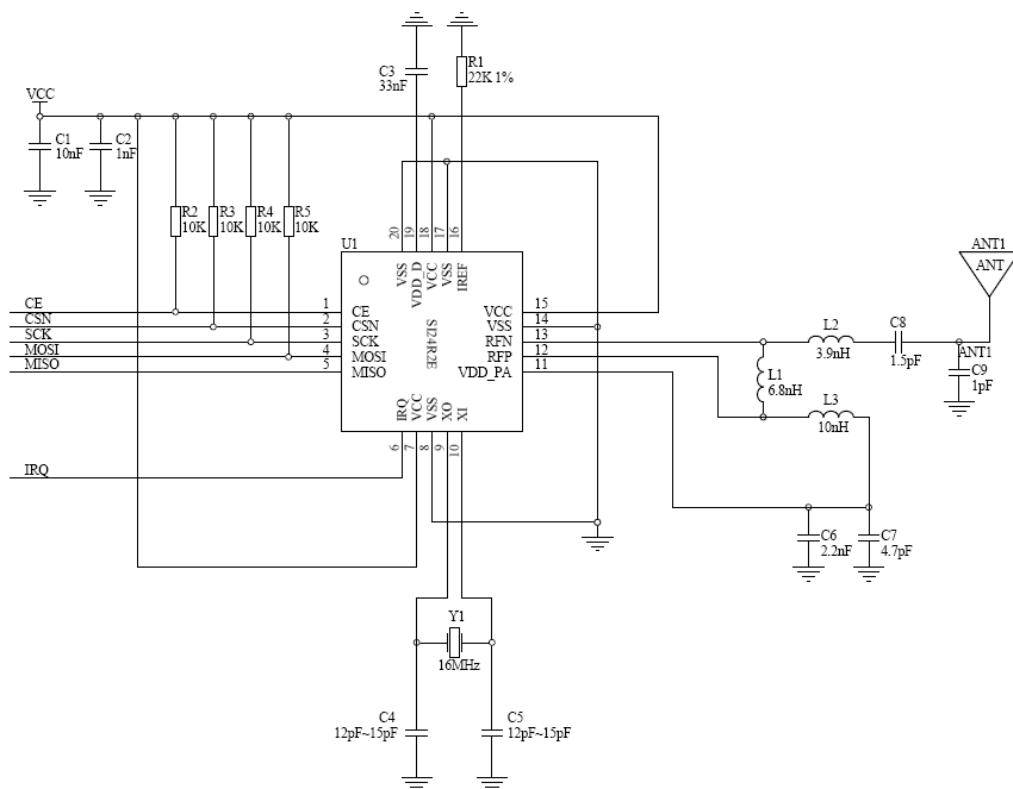 C3
33nF
R1
22K 1%
VCC
C1
10nF
C2
1nF
R2
10K
R3
10K
R4
10K
R5
10K
U1
20
19
18
17
16
VSS
VDD_D
VCC
VSS
IREF
ANT1
ANT
CE
CSN
SCK
MOSI
MISO
1
2
3
4
5
CE
CSN
SCK
MOSI
MISO
SI24R2E
VCC
VSS
RFN
RFP
VDD_PA
15
14
13
12
11
L2
3.9nH
C8
1.5pF
ANT1
C9
1pF
L1
6.8nH
L3
10nH
IRQ
VCC
VSS
XO
XI
6
7
8
9
10
IRQ
C6
2.2nF
C7
4.7pF
Y1
16MHz
C4
12pF~15pF
C5
12pF~15pF